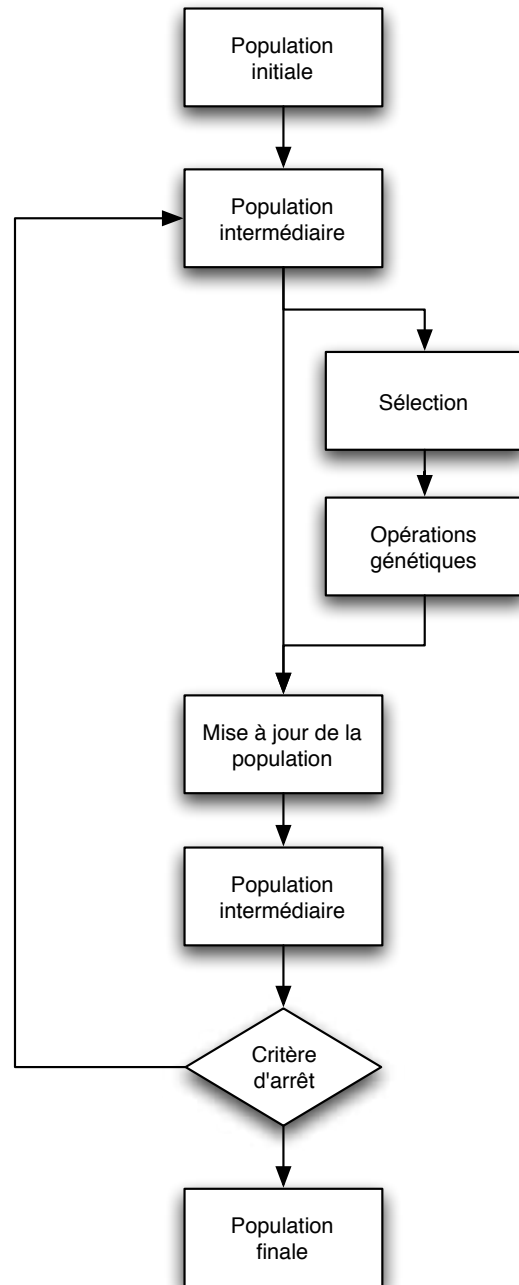 Population
initiale
Population
intermédiaire
Sélection
Opérations
génétiques
Mise à jour de la
population
Population
intermédiaire
Critère
d'arrêt
Population
finale